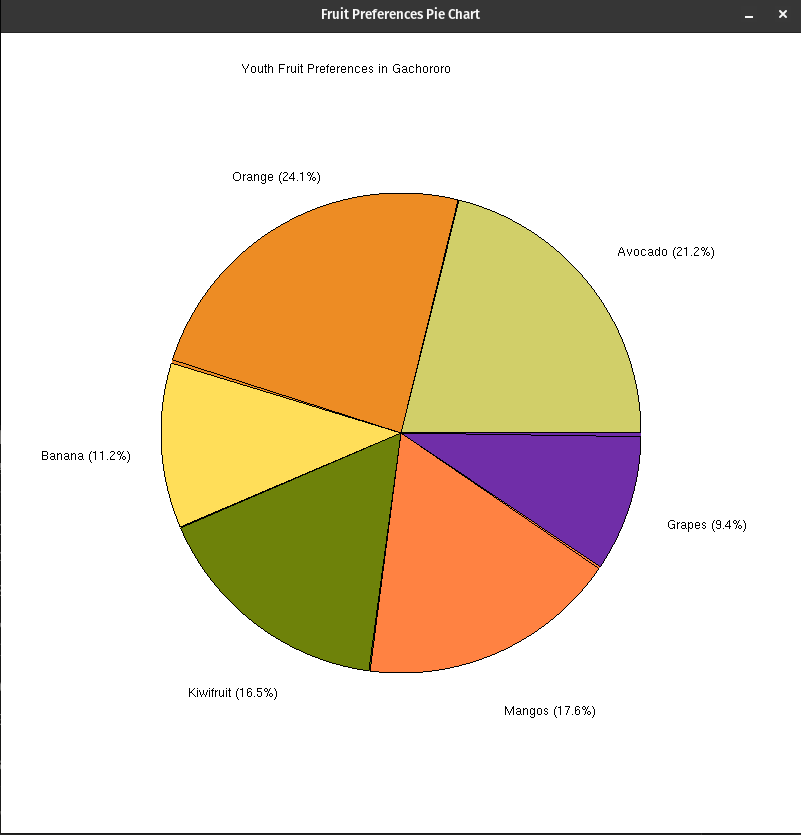 Fruit Preferences Pie Chart
Youth Fruit Preferences in Gachororo
Orange (24.1%)
Avocado (21.2%)
Banana (11.2%)
Grapes (9.4%)
Kiwifruit (16.5%)
Mangos (17.6%)